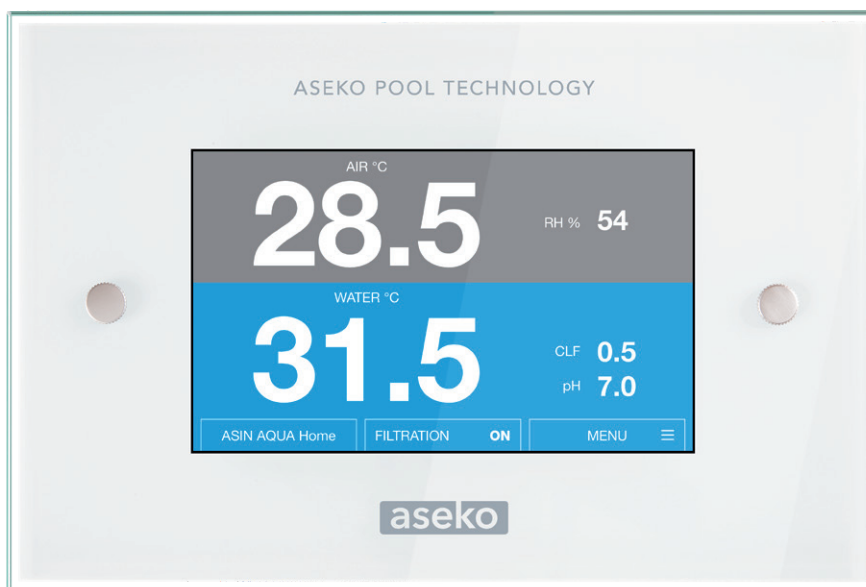 ASEKO POOL TECHNOLOGY
AIR °C
28.5
RH % 54
WATER °C
31.5
CLF 0.5
pH 7.0
ASIN AQUA Home
FILTRATION ON
MENU
aseko